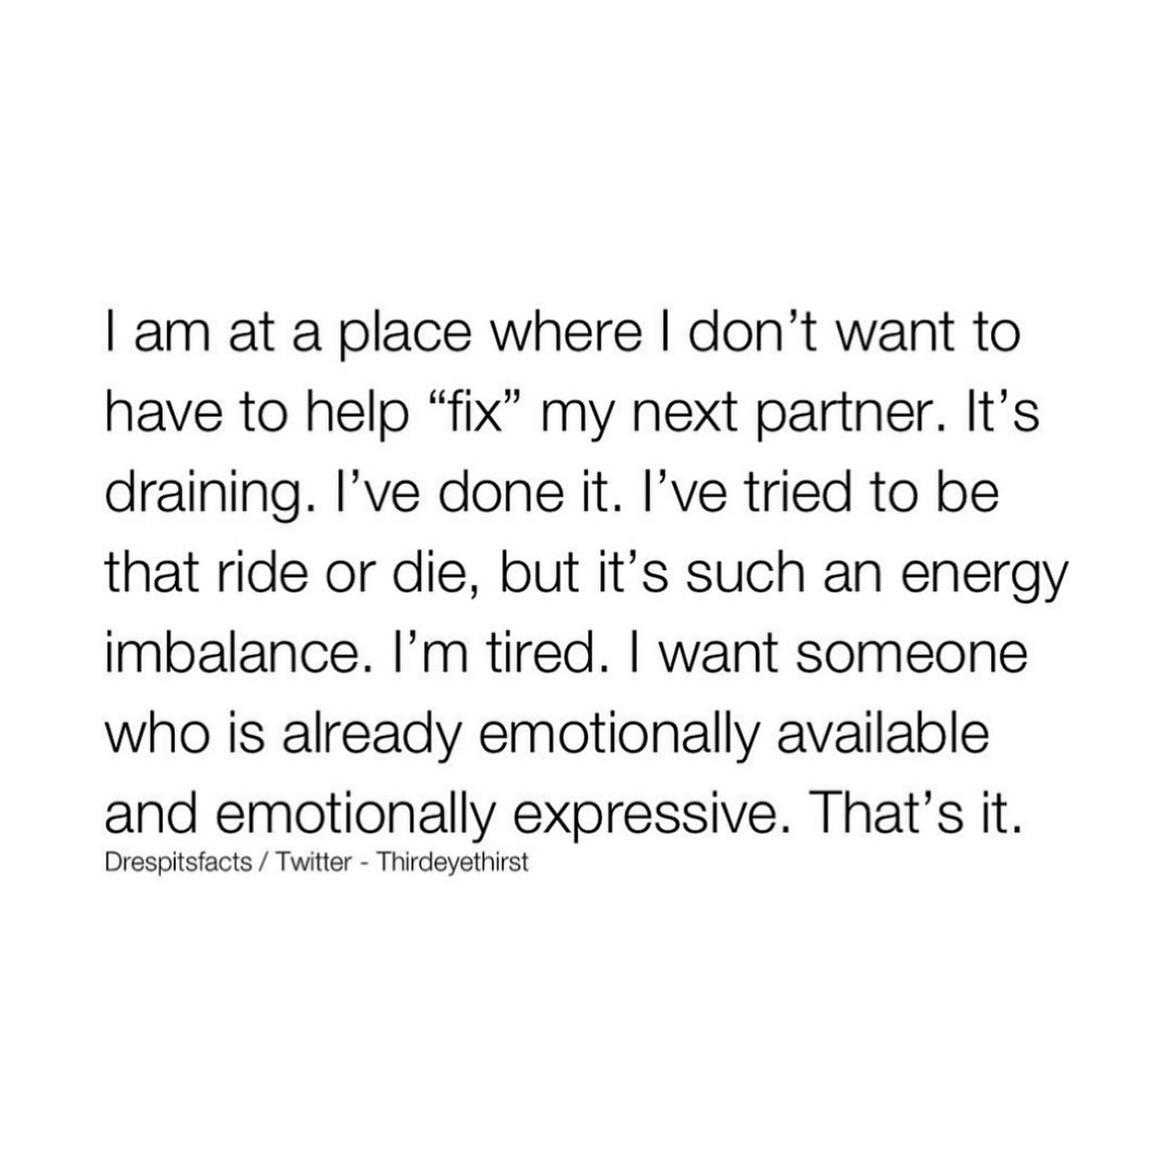 I am at a place where I don’t want to
have to help “fix” my next partner. It’s
draining. I’ve done it. I’ve tried to be
that ride or die, but it’s such an energy
imbalance. I’m tired. I want someone
who is already emotionally available
and emotionally expressive. That’s it.
Drespitsfacts / Twitter - Thirdeyethirst